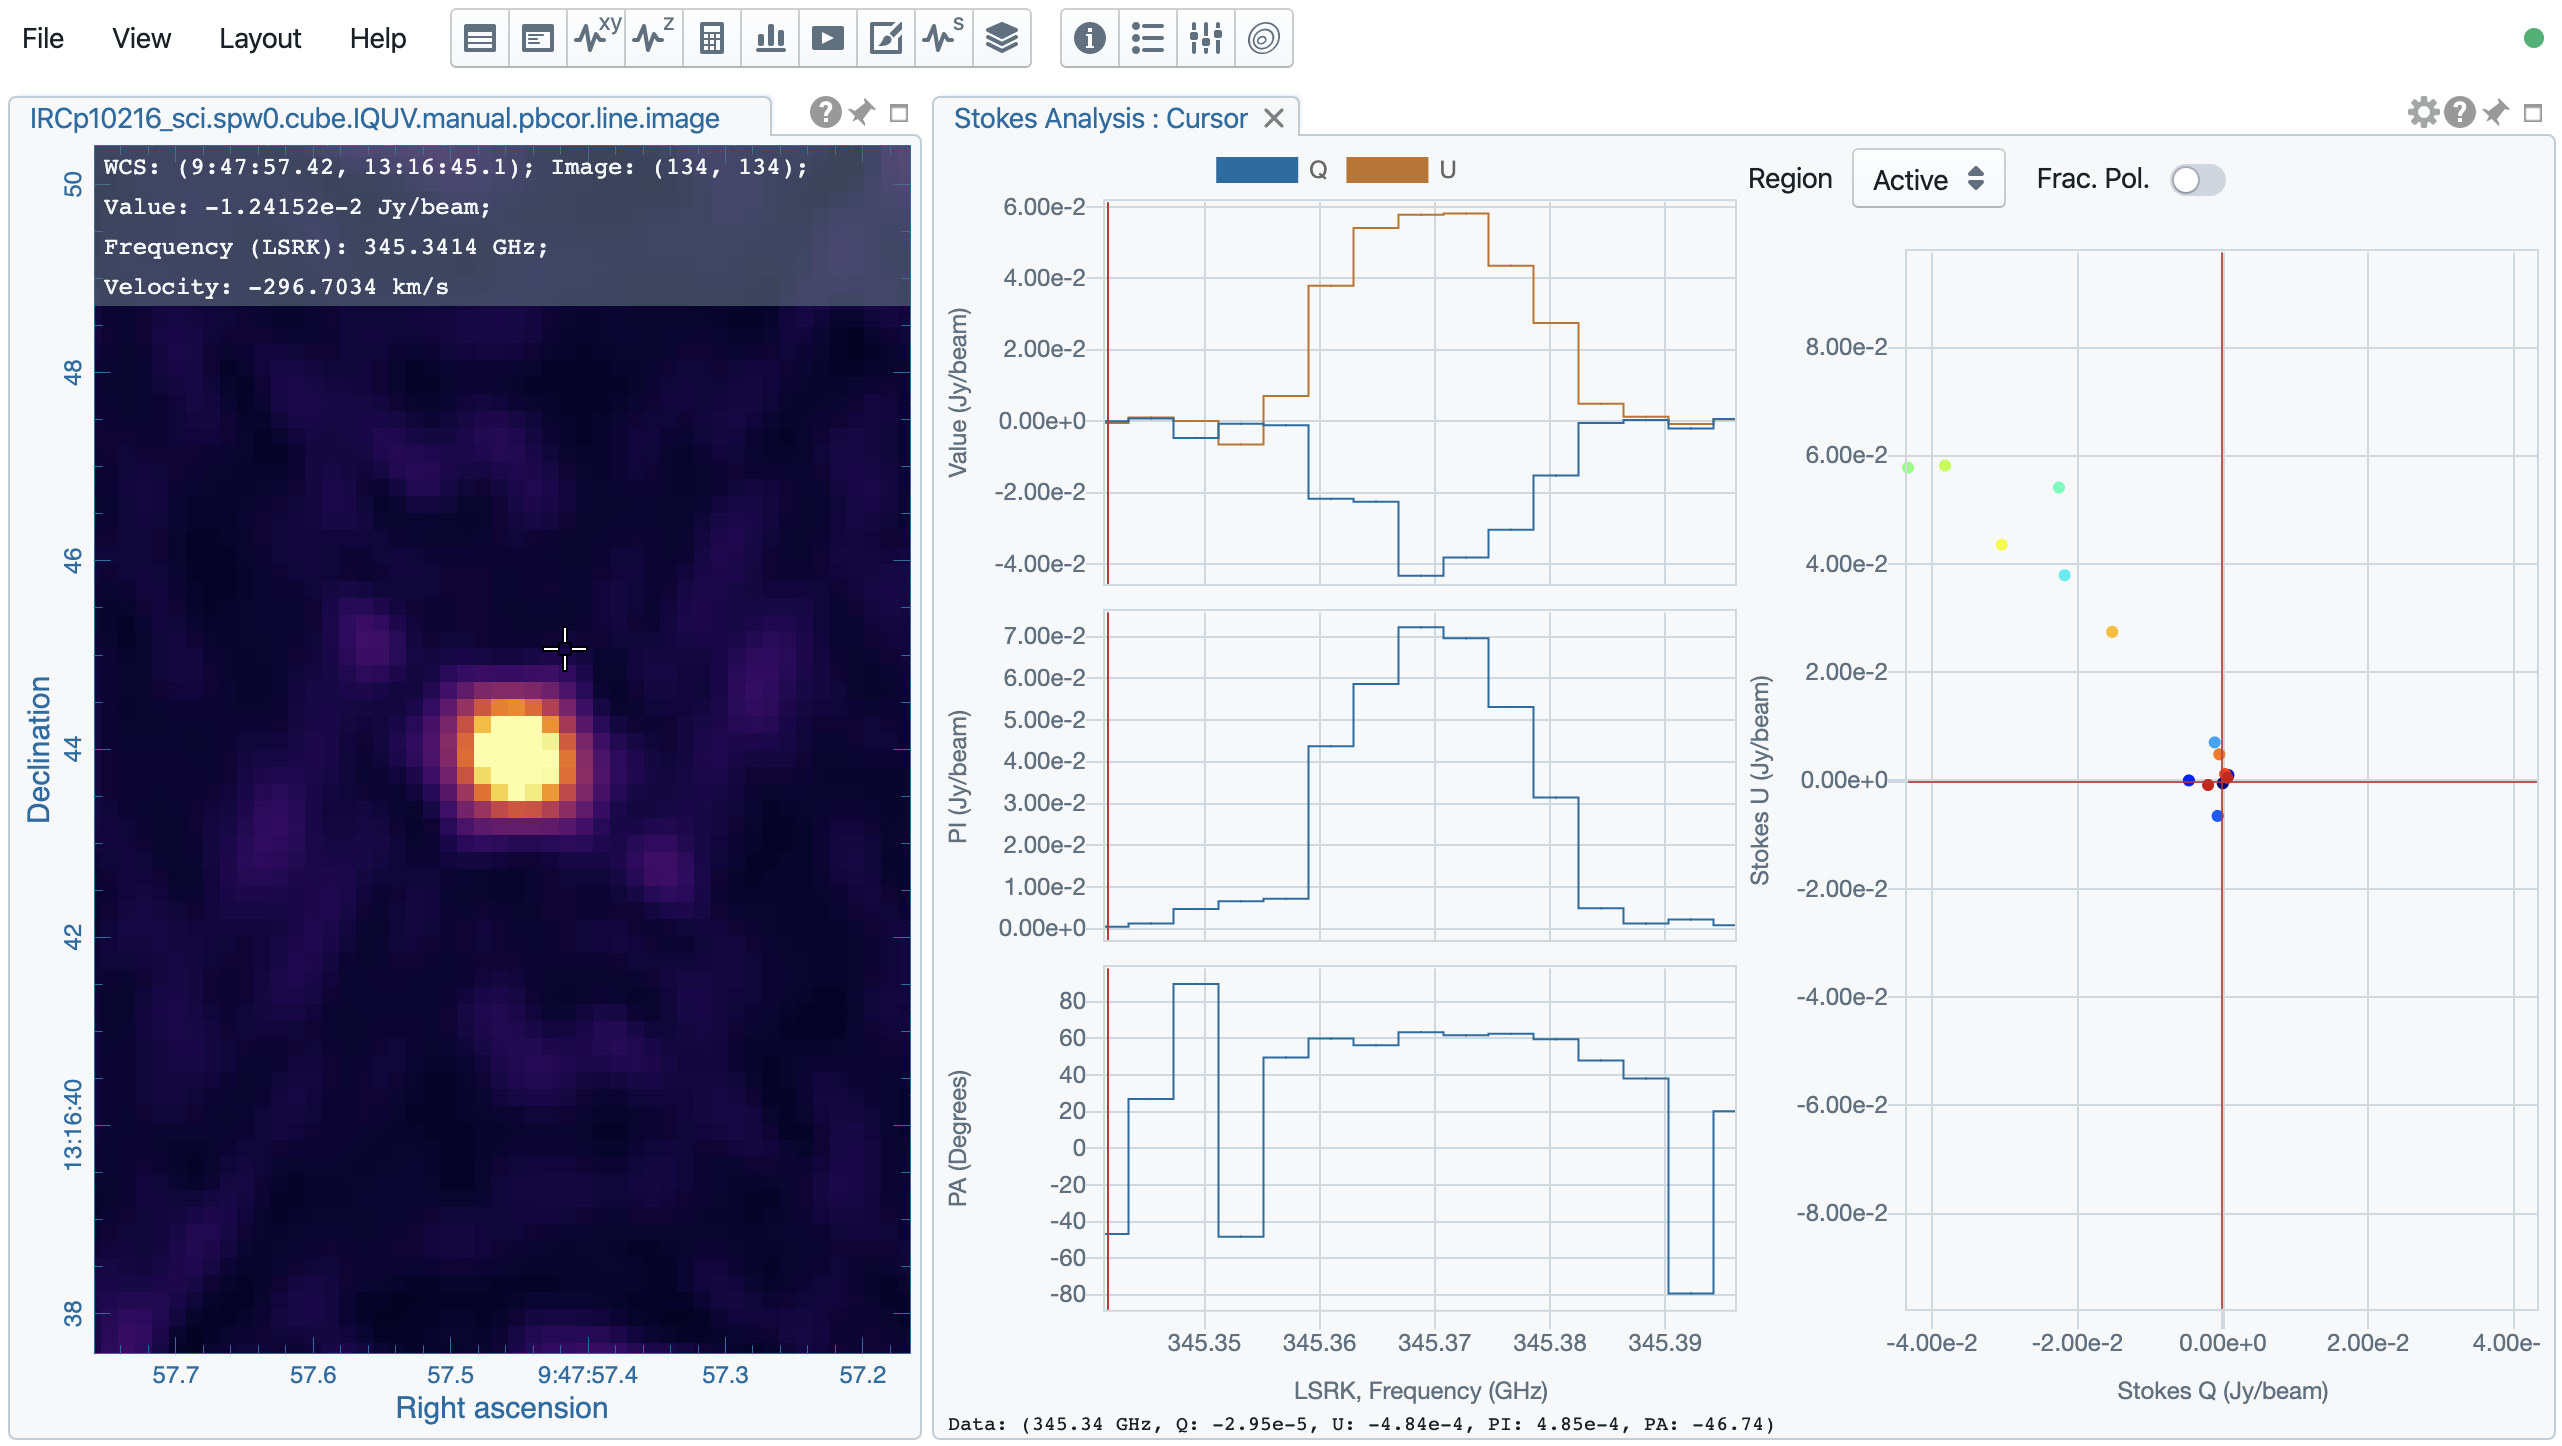 File View Layout Help
xy z s
IRCp10216_sci.spw0.cube.IQUV.manual.pbcor.line.image
WCS: (9:47:57.42, 13:16:45.1); Image: (134, 134);
Value: -1.24152e-2 Jy/beam;
Frequency (LSRK): 345.3414 GHz;
Velocity: -296.7034 km/s
Declination
50
48
46
44
42
13:16:40
38
57.7 57.6 57.5 9:47:57.4 57.3 57.2
Right ascension
Stokes Analysis : Cursor
Q U
Region Active Frac. Pol.
Value (Jy/beam)
6.00e-2
4.00e-2
2.00e-2
0.00e+0
-2.00e-2
-4.00e-2
PI (Jy/beam)
7.00e-2
6.00e-2
5.00e-2
4.00e-2
3.00e-2
2.00e-2
1.00e-2
0.00e+0
PA (Degrees)
80
60
40
20
0
-20
-40
-60
-80
345.35 345.36 345.37 345.38 345.39
LSRK, Frequency (GHz)
Stokes U (Jy/beam)
8.00e-2
6.00e-2
4.00e-2
2.00e-2
0.00e+0
-2.00e-2
-4.00e-2
-6.00e-2
-8.00e-2
-4.00e-2 -2.00e-2 0.00e+0 2.00e-2 4.00e-
Stokes Q (Jy/beam)
Data: (345.34 GHz, Q: -2.95e-5, U: -4.84e-4, PI: 4.85e-4, PA: -46.74)